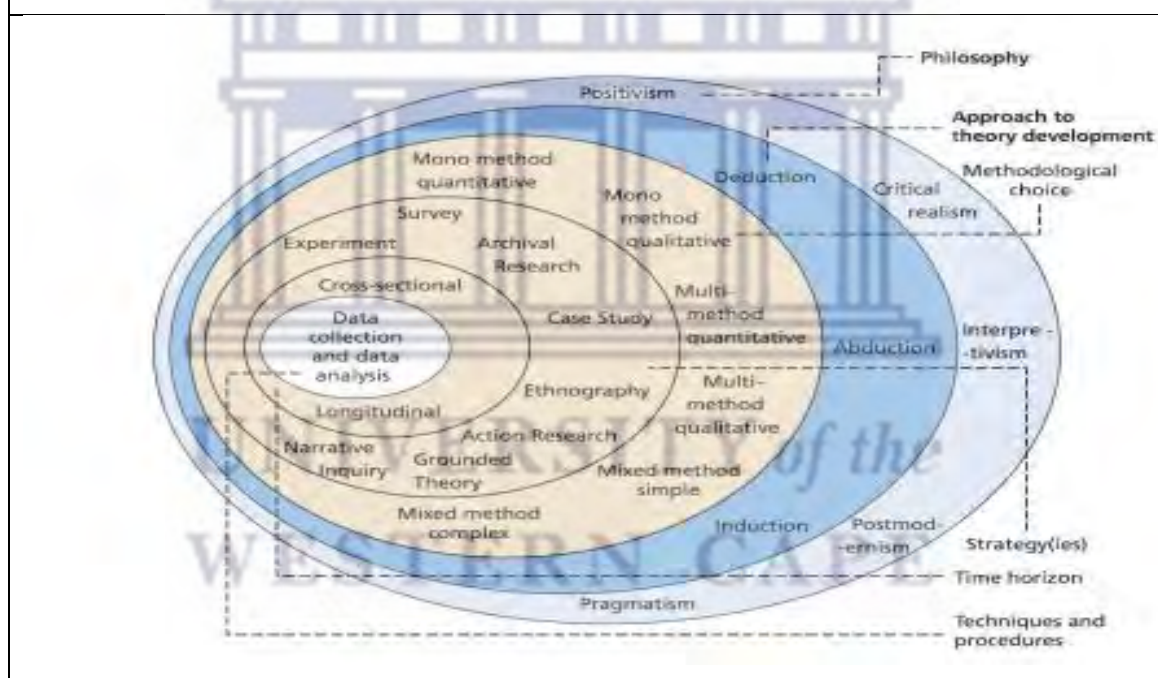 Philosophy
Positivism
Approach to
theory development
Mono method
quantitative
Deduction
Methodological
choice
Critical
realism
Mono
method
qualitative
Survey
Experiment
Archival
Research
Cross-sectional
Data
collection
and data
analysis
Case Study
Multi-
method
quantitative
Abduction
Interpre -
-tivism
Ethnography
Multi-
method
qualitative
Longitudinal
Action Research
Narrative
Inquiry
Grounded
Theory
Mixed method
simple
Mixed method
complex
Induction
Postmod-
-ernism
Strategy(ies)
Time horizon
Pragmatism
Techniques and
procedures
UNIVERSITY of the
WESTERN CAPE